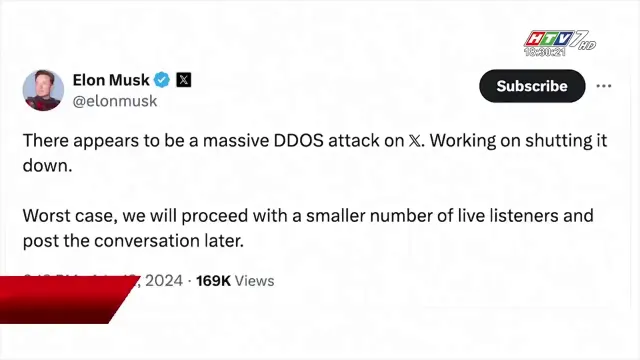 HTV7 HD
18:30:21
Elon Musk
@elonmusk
Subscribe
There appears to be a massive DDOS attack on 𝕏. Working on shutting it
down.
Worst case, we will proceed with a smaller number of live listeners and
post the conversation later.
2024 · 169K Views